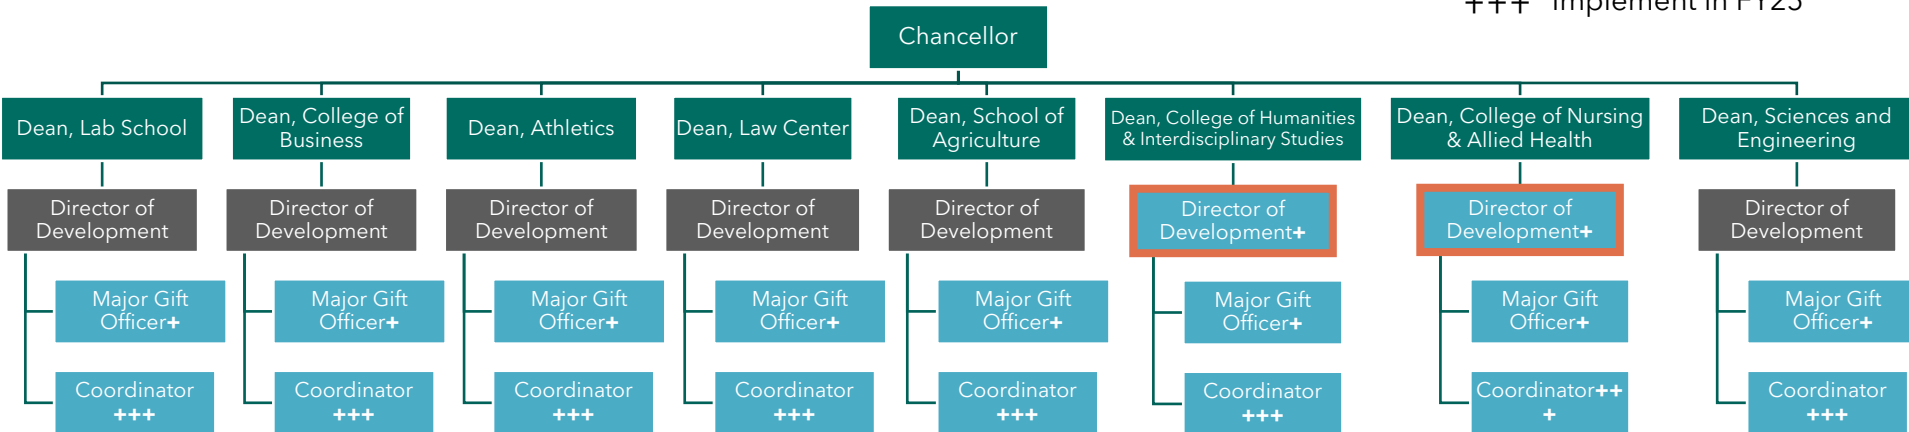 +++ Implement in FY25
Chancellor
Dean, Lab School
Dean, College of
Business
Dean, Athletics
Dean, Law Center
Dean, School of
Agriculture
Dean, College of Humanities
& Interdisciplinary Studies
Dean, College of Nursing
& Allied Health
Dean, Sciences and
Engineering
Director of
Development
Director of
Development
Director of
Development
Director of
Development
Director of
Development
Director of
Development+
Director of
Development+
Director of
Development
Major Gift
Officer+
Major Gift
Officer+
Major Gift
Officer+
Major Gift
Officer+
Major Gift
Officer+
Major Gift
Officer+
Major Gift
Officer+
Major Gift
Officer+
Coordinator
+++
Coordinator
+++
Coordinator
+++
Coordinator
+++
Coordinator
+++
Coordinator
+++
Coordinator++
+
Coordinator
+++